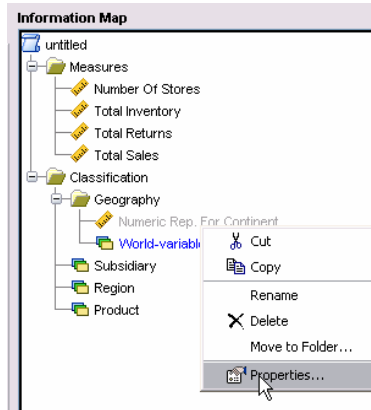 Information Map
untitled
Measures
Number Of Stores
Total Inventory
Total Returns
Total Sales
Classification
Geography
Numeric Rep. For Continent
World-variable
Subsidiary
Region
Product
Cut
Copy
Rename
Delete
Move to Folder...
Properties...